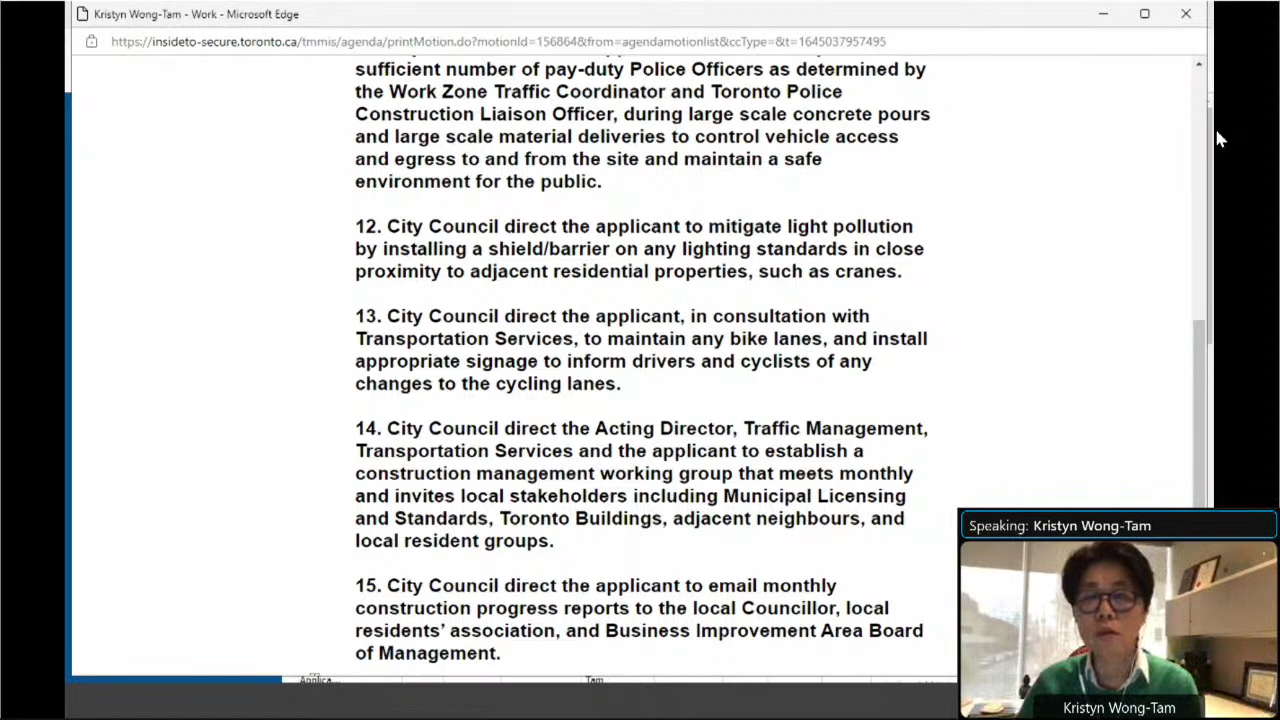 Kristyn Wong-Tam - Work - Microsoft Edge
https://insideto-secure.toronto.ca/tmmis/agenda/printMotion.do?motionId=156864&from=agendamotionlist&ccType=&t=1645037957495
sufficient number of pay-duty Police Officers as determined by
the Work Zone Traffic Coordinator and Toronto Police
Construction Liaison Officer, during large scale concrete pours
and large scale material deliveries to control vehicle access
and egress to and from the site and maintain a safe
environment for the public.
12. City Council direct the applicant to mitigate light pollution
by installing a shield/barrier on any lighting standards in close
proximity to adjacent residential properties, such as cranes.
13. City Council direct the applicant, in consultation with
Transportation Services, to maintain any bike lanes, and install
appropriate signage to inform drivers and cyclists of any
changes to the cycling lanes.
14. City Council direct the Acting Director, Traffic Management,
Transportation Services and the applicant to establish a
construction management working group that meets monthly
and invites local stakeholders including Municipal Licensing
and Standards, Toronto Buildings, adjacent neighbours, and
local resident groups.
15. City Council direct the applicant to email monthly
construction progress reports to the local Councillor, local
residents’ association, and Business Improvement Area Board
of Management.
Speaking: Kristyn Wong-Tam
Kristyn Wong-Tam
Applica...
Tam